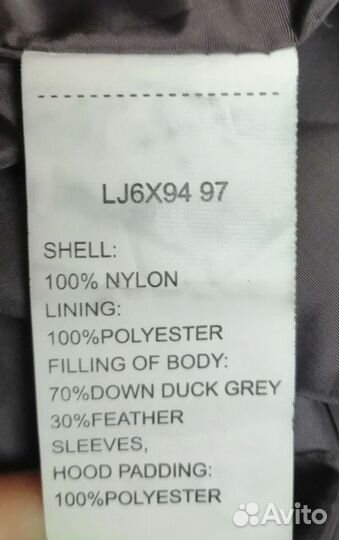 LJ6X94 97
SHELL:
100% NYLON
LINING:
100%POLYESTER
FILLING OF BODY:
70%DOWN DUCK GREY
30%FEATHER
SLEEVES,
HOOD PADDING:
100%POLYESTER
Avito